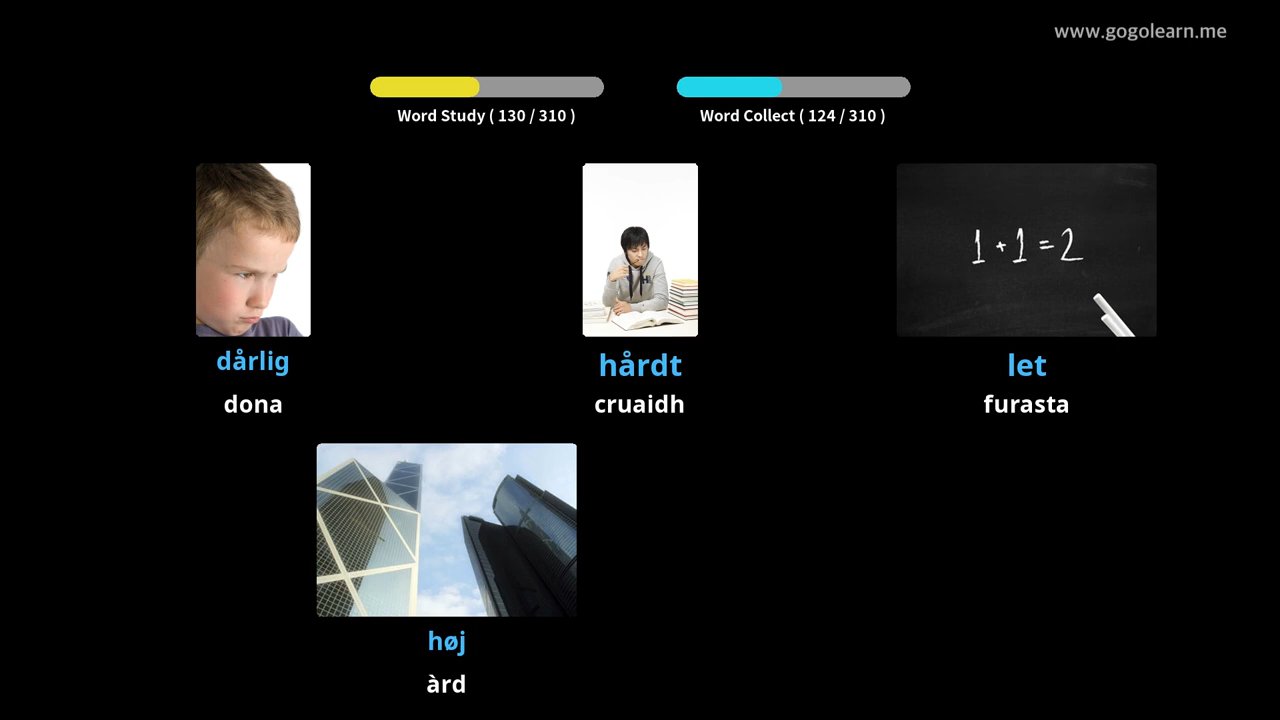 www.gogolearn.me
Word Study ( 130 / 310 )
Word Collect ( 124 / 310 )
1 + 1 = 2
dårlig
hårdt
let
dona
cruaidh
furasta
høj
àrd